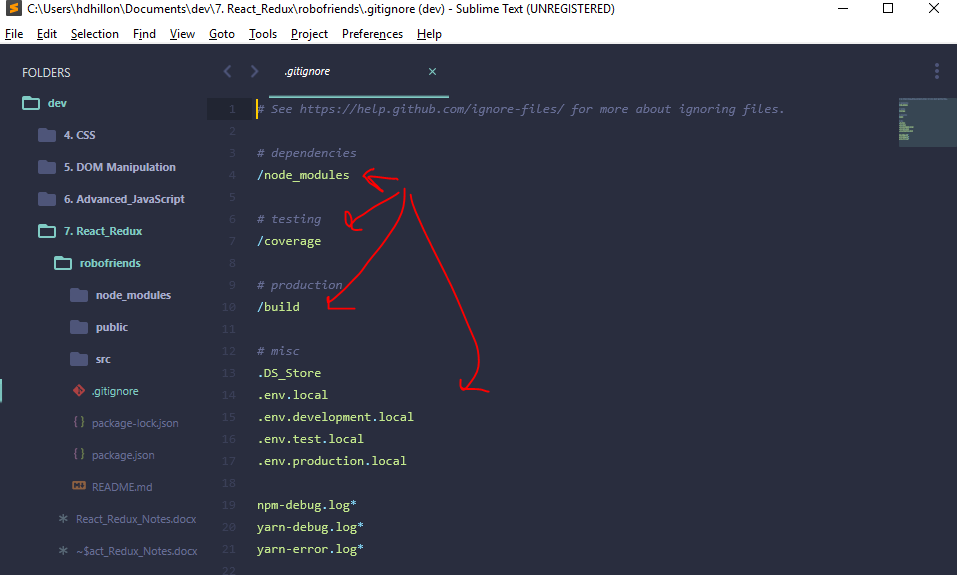 C:\Users\hdhillon\Documents\dev\7. React_Redux\robofriends\.gitignore (dev) - Sublime Text (UNREGISTERED)
File Edit Selection Find View Goto Tools Project Preferences Help
FOLDERS
dev
4. CSS
5. DOM Manipulation
6. Advanced_JavaScript
7. React_Redux
robofriends
node_modules
public
src
.gitignore
package-lock.json
package.json
README.md
React_Redux_Notes.docx
~$act_Redux_Notes.docx
.gitignore
1 # See https://help.github.com/ignore-files/ for more about ignoring files.
2
3 # dependencies
4 /node_modules
5
6 # testing
7 /coverage
8
9 # production
10 /build
11
12 # misc
13 .DS_Store
14 .env.local
15 .env.development.local
16 .env.test.local
17 .env.production.local
18
19 npm-debug.log*
20 yarn-debug.log*
21 yarn-error.log*
22